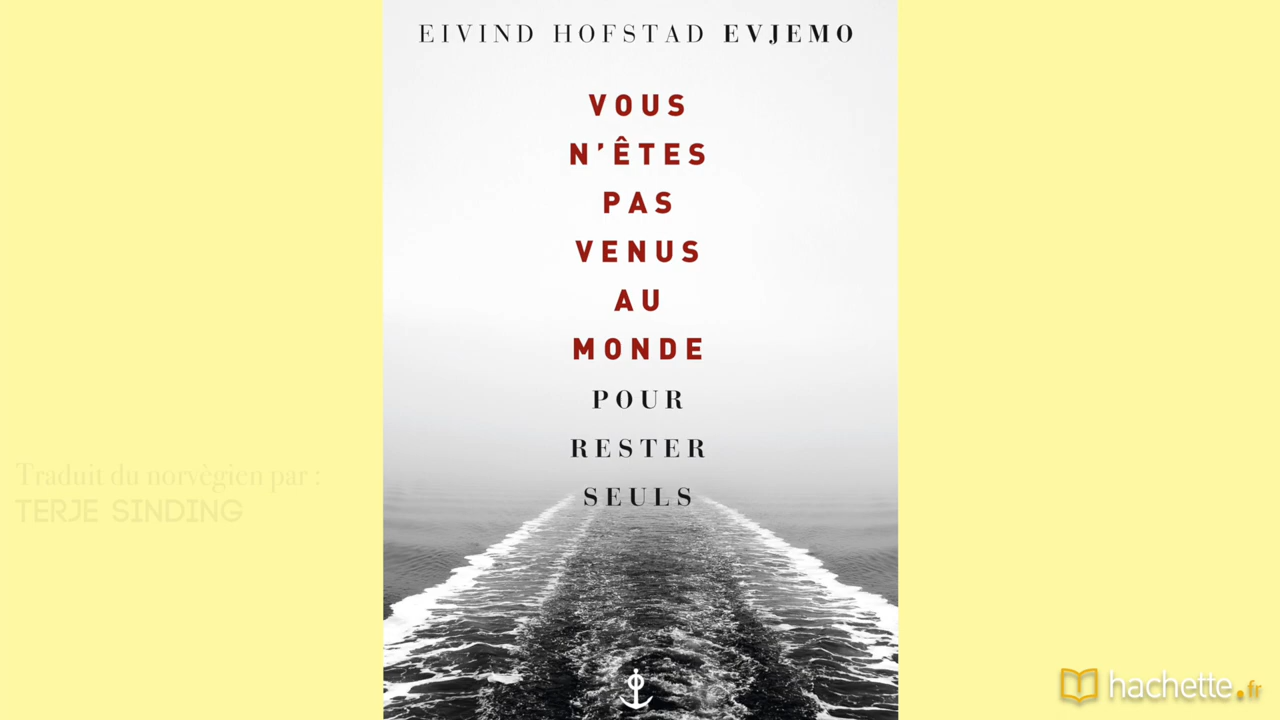 EIVIND HOFSTAD EVJEMO
VOUS
N'ÊTES
PAS
VENUS
AU
MONDE
POUR
RESTER
SEULS
Traduit du norvègien par :
TERJE SINDING
hachette.fr